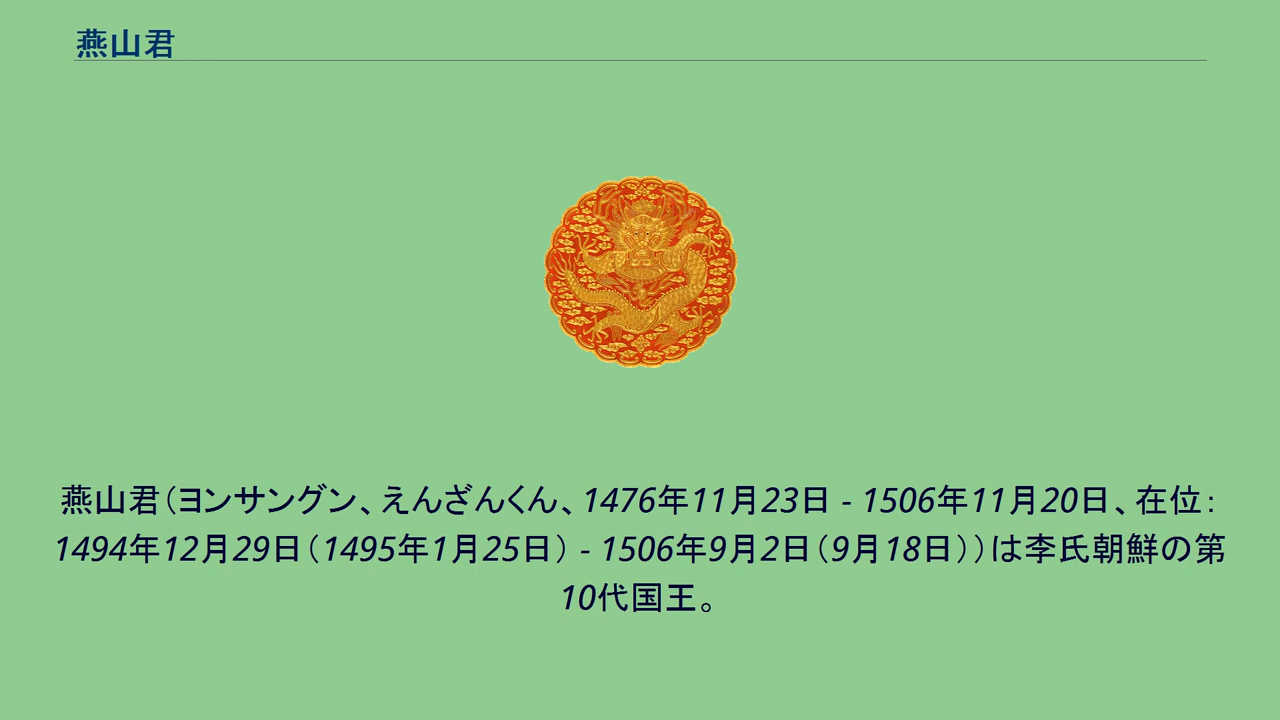 燕山君
燕山君（ヨンサングン、えんざんくん、1476年11月23日 - 1506年11月20日、在位：
1494年12月29日（1495年1月25日） - 1506年9月2日（9月18日））は李氏朝鮮の第
10代国王。